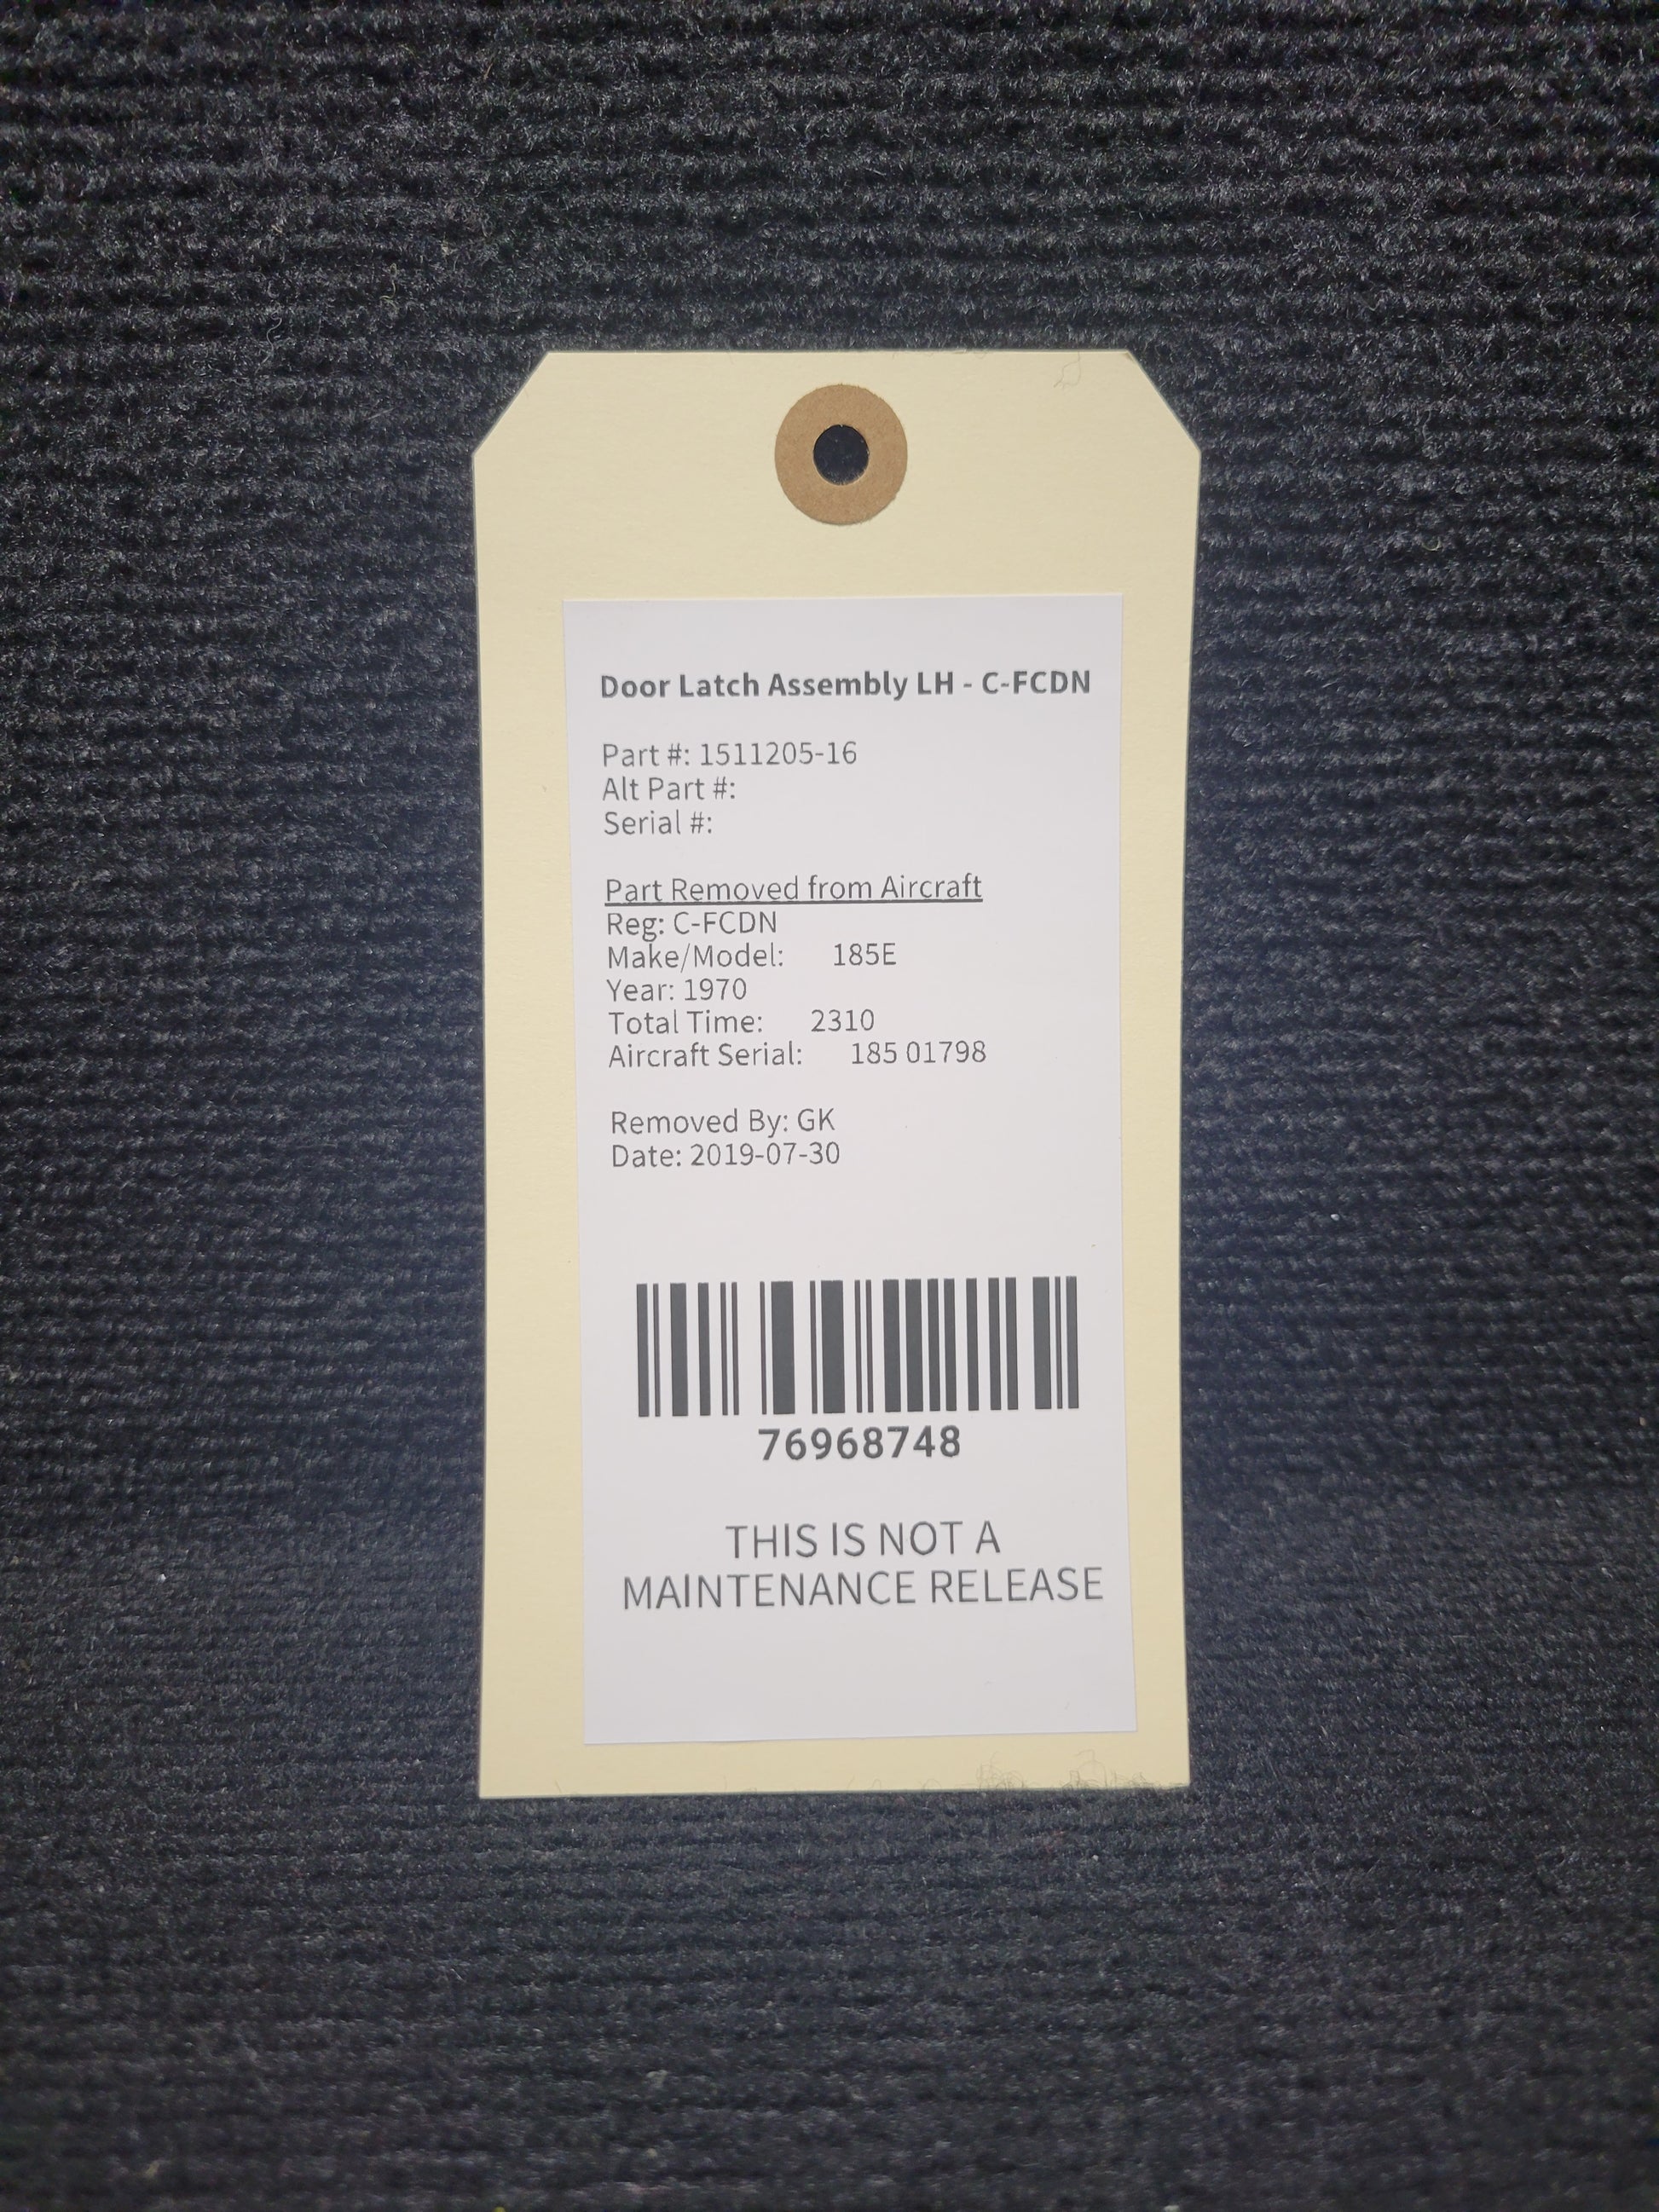 Door Latch Assembly LH - C-FCDN
Part #: 1511205-16
Alt Part #:
Serial #:
Part Removed from Aircraft
Reg: C-FCDN
Make/Model: 185E
Year: 1970
Total Time: 2310
Aircraft Serial: 185 01798
Removed By: GK
Date: 2019-07-30
76968748
THIS IS NOT A
MAINTENANCE RELEASE